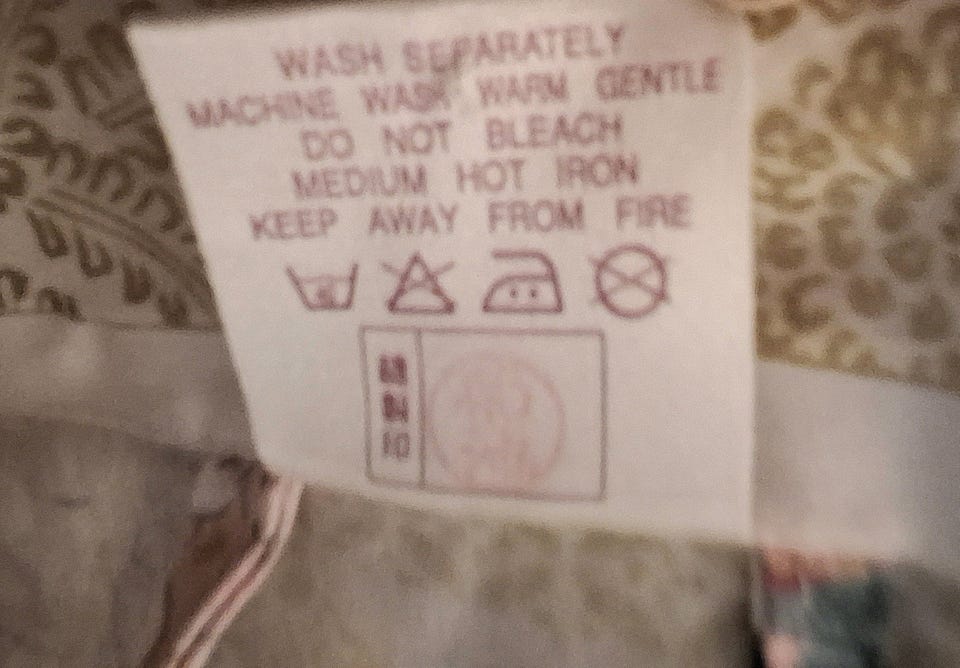 WASH SEPARATELY
MACHINE WASH WARM GENTLE
DO NOT BLEACH
MEDIUM HOT IRON
KEEP AWAY FROM FIRE